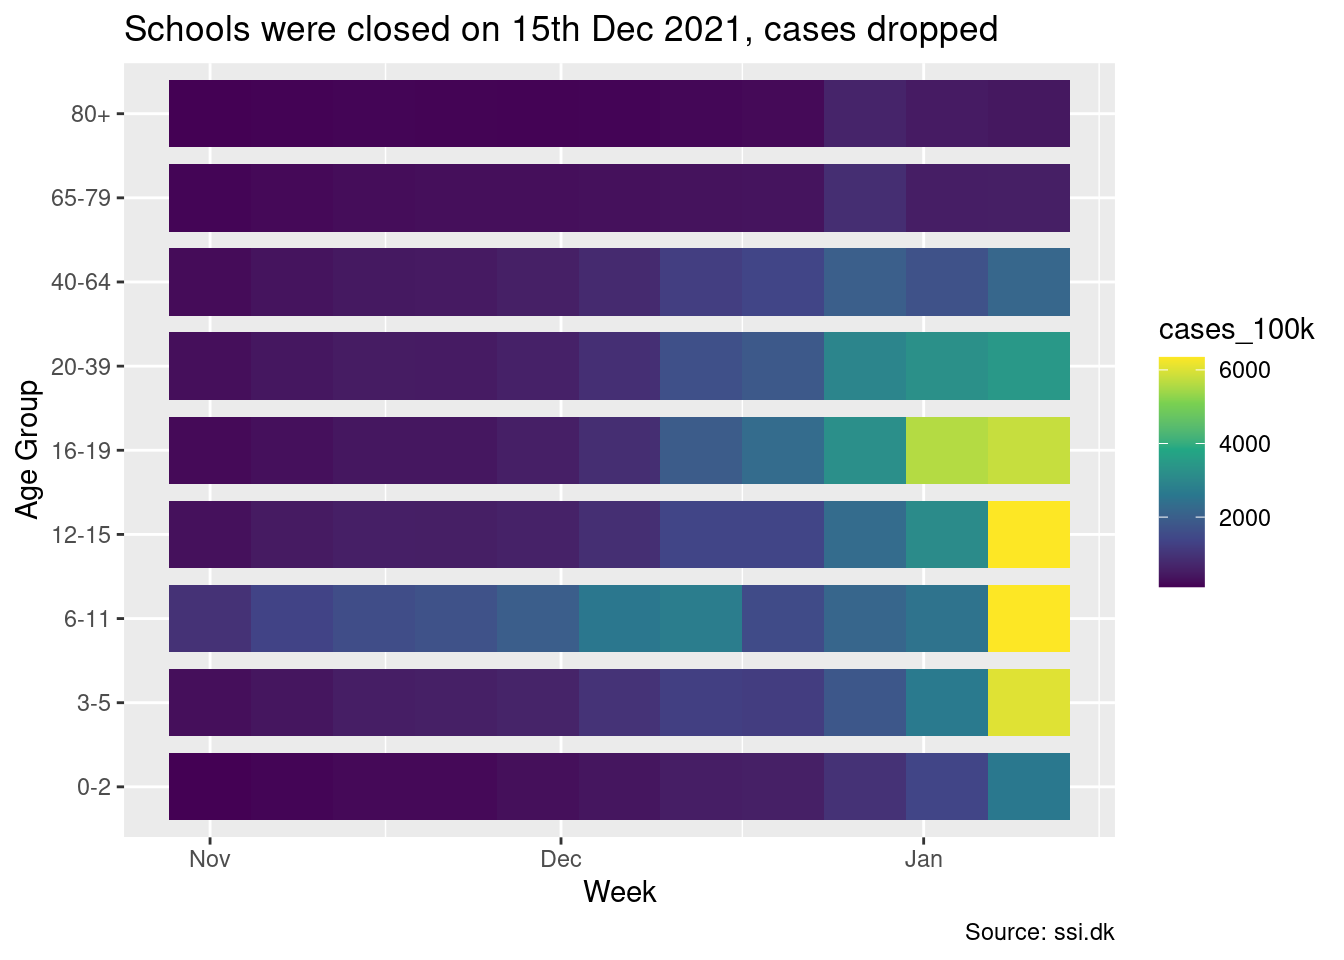 Schools were closed on 15th Dec 2021, cases dropped
80+
65-79
40-64
20-39
16-19
12-15
6-11
3-5
0-2
Age Group
Nov Dec Jan
Week
cases_100k
6000
4000
2000
Source: ssi.dk